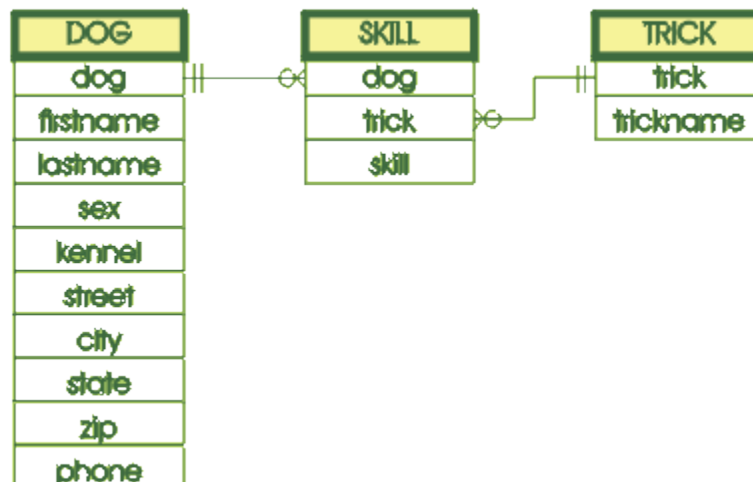 DOG
dog
firstname
lastname
sex
kennel
street
city
state
zip
phone
SKILL
dog
trick
skill
TRICK
trick
trickname